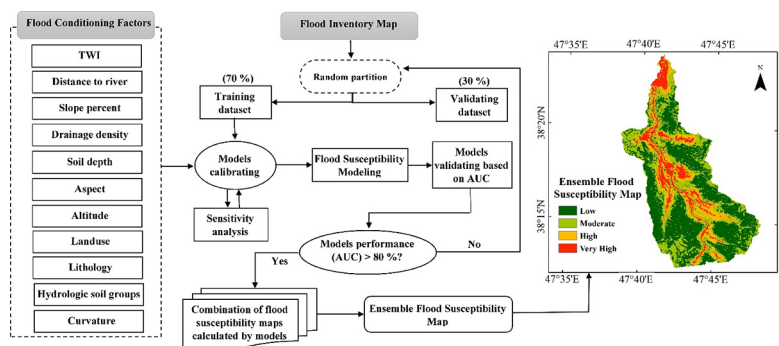 Flood Conditioning Factors
TWI
Distance to river
Slope percent
Drainage density
Soil depth
Aspect
Altitude
Landuse
Lithology
Hydrologic soil groups
Curvature
Flood Inventory Map
Random partition
(70 %)
(30 %)
Training
dataset
Validating
dataset
Models
calibrating
Flood Susceptibility
Modeling
Models
validating based
on AUC
Sensitivity
analysis
Models performance
(AUC) > 80 %?
No
Yes
Combination of flood
susceptibility maps
calculated by models
Ensemble Flood Susceptibility
Map
47°35'E
47°40'E
47°45'E
N
38°20'N
38°15'N
Ensemble Flood
Susceptibility Map
Low
Moderate
High
Very High
47°35'E
47°40'E
47°45'E